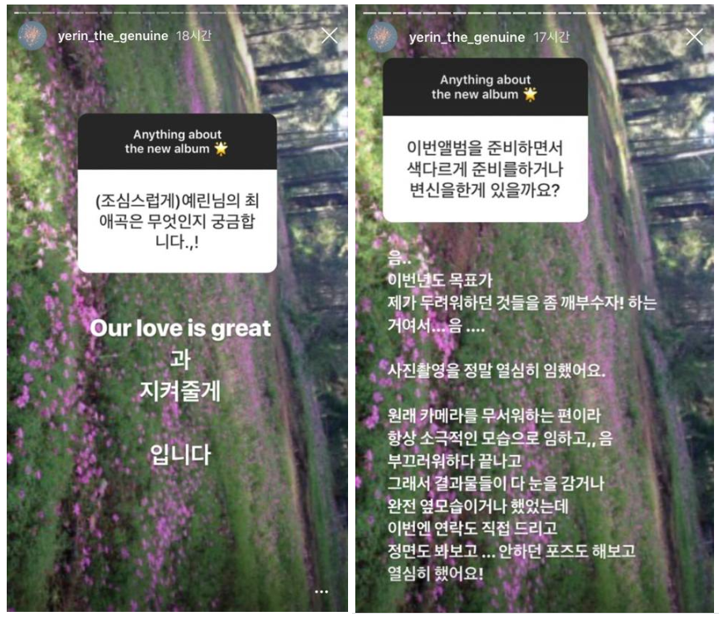 yerin_the_genuine 18시간
Anything about
the new album 🌟
(조심스럽게)예린님의 최
애곡은 무엇인지 궁금합
니다.,!
Our love is great
과
지켜줄게
입니다
yerin_the_genuine 17시간
Anything about
the new album 🌟
이번앨범을 준비하면서
색다르게 준비를하거나
변신을한게 있을까요?
음..
이번년도 목표가
제가 두려워하던 것들을 좀 깨부수자! 하는
거여서... 음 ....
사진촬영을 정말 열심히 임했어요.
원래 카메라를 무서워하는 편이라
항상 소극적인 모습으로 임하고,, 음
부끄러워하다 끝나고
그래서 결과물들이 다 눈을 감거나
완전 옆모습이거나 했었는데
이번엔 연락도 직접 드리고
정면도 봐보고 ... 안하던 포즈도 해보고
열심히 했어요!